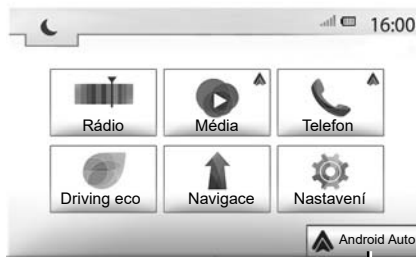 16:00
Rádio
Média
Telefon
Driving eco
Navigace
Nastavení
Android Auto